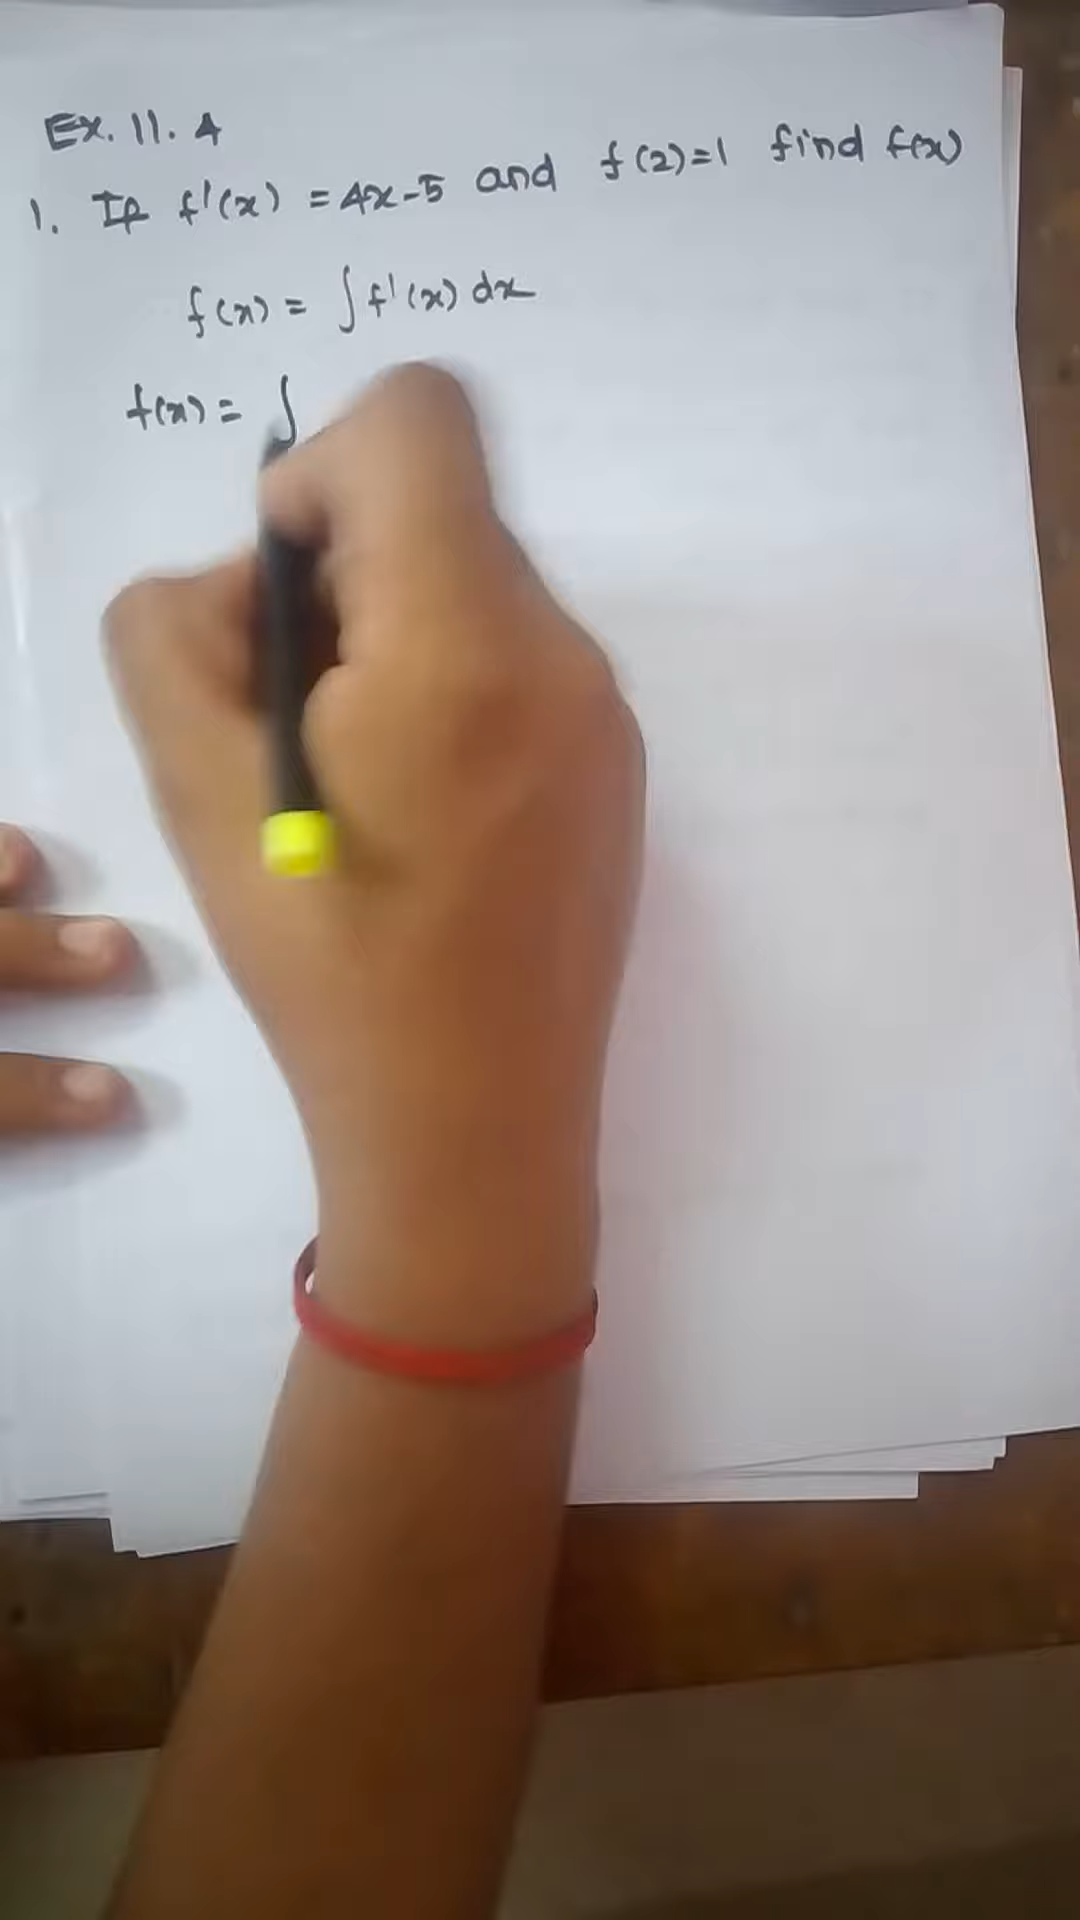 Ex. 11. 4
1. If f'(x) = 4x-5 and f(2)=1 find f(x)
f(x) = ∫f'(x) dx
f(x) = ∫